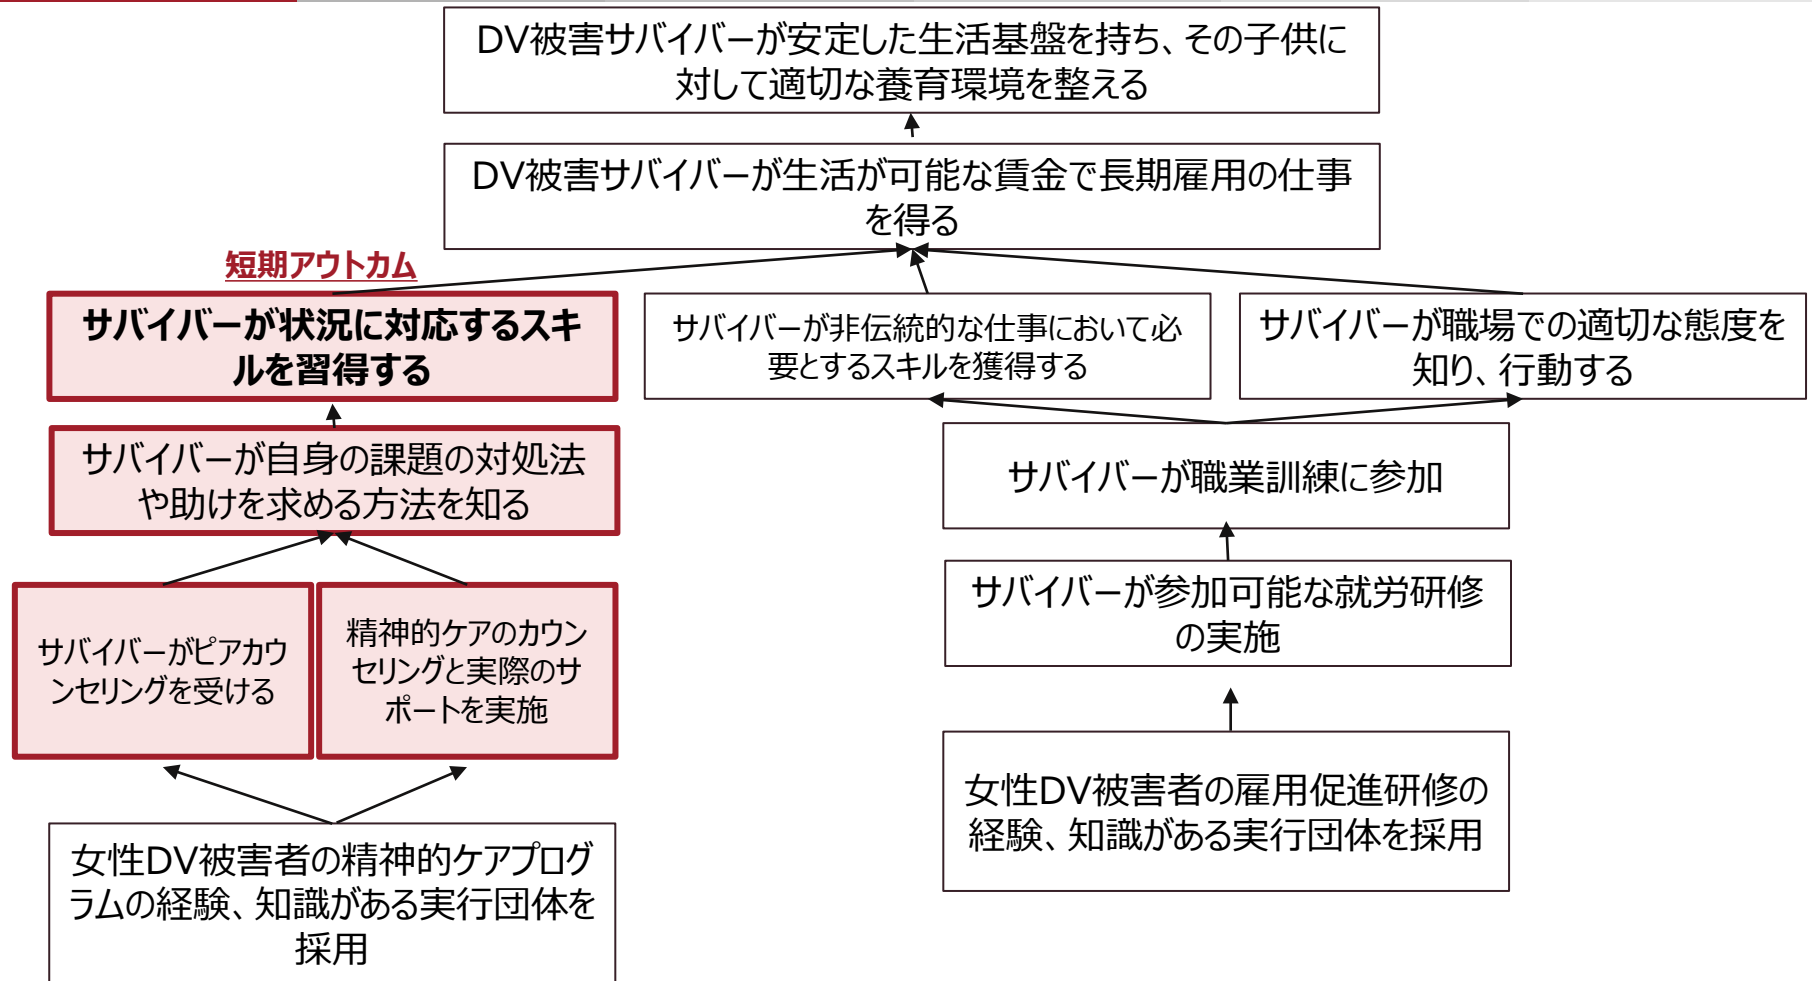 DV被害サバイバーが安定した生活基盤を持ち、その子供に
対して適切な養育環境を整える
DV被害サバイバーが生活が可能な賃金で長期雇用の仕事
を得る
短期アウトカム
サバイバーが状況に対応するスキ
ルを習得する
サバイバーが非伝統的な仕事において必
要とするスキルを獲得する
サバイバーが職場での適切な態度を
知り、行動する
サバイバーが自身の課題の対処法
や助けを求める方法を知る
サバイバーが職業訓練に参加
サバイバーがピアカウ
ンセリングを受ける
精神的ケアのカウン
セリングと実際のサ
ポートを実施
サバイバーが参加可能な就労研修
の実施
女性DV被害者の精神的ケアプログ
ラムの経験、知識がある実行団体を
採用
女性DV被害者の雇用促進研修の
経験、知識がある実行団体を採用